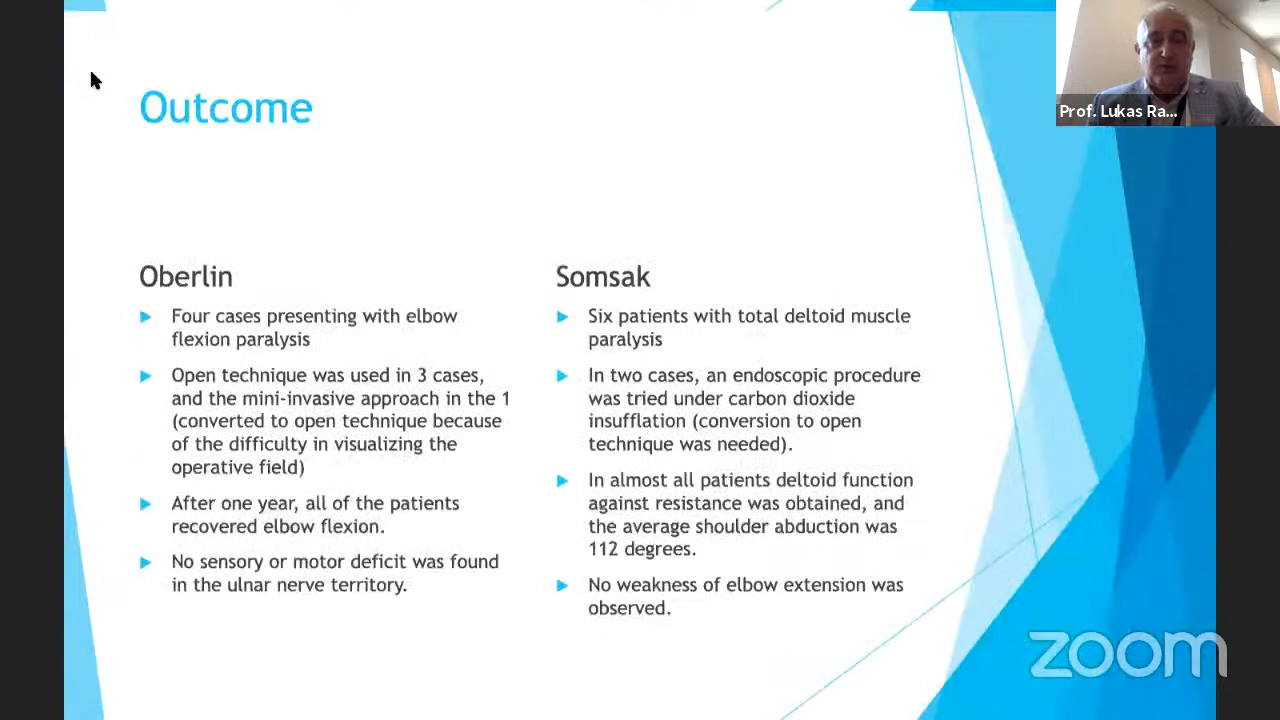 Outcome
Oberlin
Four cases presenting with elbow
flexion paralysis
Open technique was used in 3 cases,
and the mini-invasive approach in the 1
(converted to open technique because
of the difficulty in visualizing the
operative field)
After one year, all of the patients
recovered elbow flexion.
No sensory or motor deficit was found
in the ulnar nerve territory.
Somsak
Six patients with total deltoid muscle
paralysis
In two cases, an endoscopic procedure
was tried under carbon dioxide
insufflation (conversion to open
technique was needed).
In almost all patients deltoid function
against resistance was obtained, and
the average shoulder abduction was
112 degrees.
No weakness of elbow extension was
observed.
Prof. Lukas Ra...
zoom